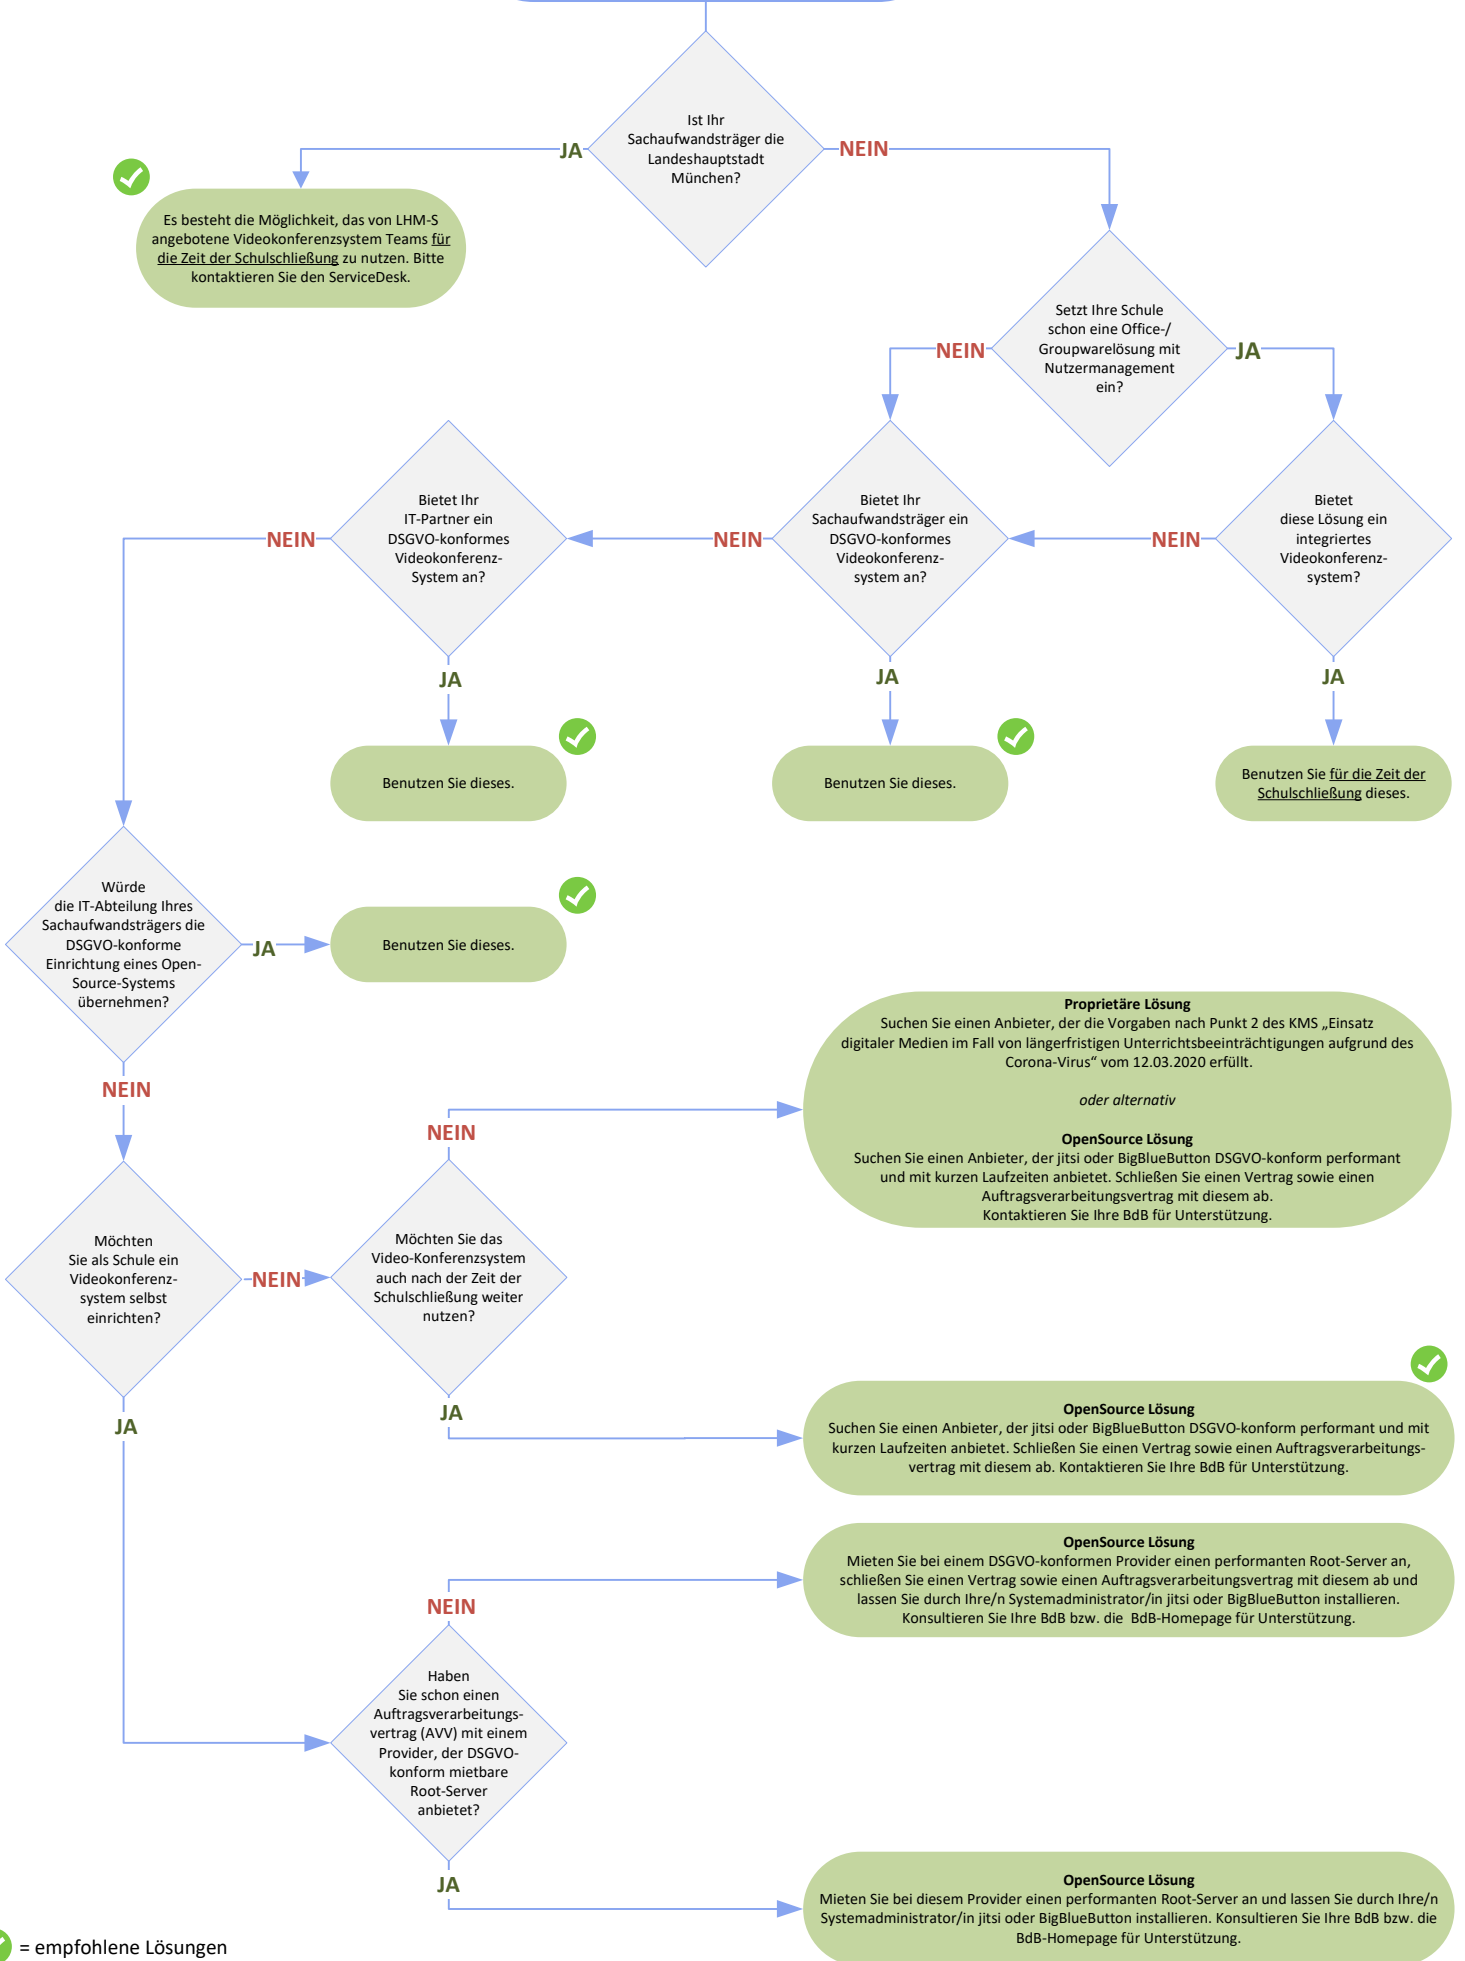 Ist Ihr
Sachaufwandsträger die
Landeshauptstadt
München?
JA
NEIN
Es besteht die Möglichkeit, das von LHM-S
angebotene Videokonferenzsystem Teams für
die Zeit der Schulschließung zu nutzen. Bitte
kontaktieren Sie den ServiceDesk.
Setzt Ihre Schule
schon eine Office-/
Groupwarelösung mit
Nutzermanagement
ein?
NEIN
JA
Bietet Ihr
IT-Partner ein
DSGVO-konformes
Videokonferenz-
System an?
NEIN
Bietet Ihr
Sachaufwandsträger ein
DSGVO-konformes
Videokonferenz-
system an?
NEIN
Bietet
diese Lösung ein
integriertes
Videokonferenz-
system?
NEIN
JA
JA
JA
Benutzen Sie dieses.
Benutzen Sie dieses.
Benutzen Sie für die Zeit der
Schulschließung dieses.
Würde
die IT-Abteilung Ihres
Sachaufwandsträgers die
DSGVO-konforme
Einrichtung eines Open-
Source-Systems
übernehmen?
JA
Benutzen Sie dieses.
NEIN
Proprietäre Lösung
Suchen Sie einen Anbieter, der die Vorgaben nach Punkt 2 des KMS „Einsatz
digitaler Medien im Fall von längerfristigen Unterrichtsbeeinträchtigungen aufgrund des
Corona-Virus“ vom 12.03.2020 erfüllt.
oder alternativ
OpenSource Lösung
Suchen Sie einen Anbieter, der jitsi oder BigBlueButton DSGVO-konform performant
und mit kurzen Laufzeiten anbietet. Schließen Sie einen Vertrag sowie einen
Auftragsverarbeitungsvertrag mit diesem ab.
Kontaktieren Sie Ihre BdB für Unterstützung.
NEIN
Möchten
Sie als Schule ein
Videokonferenz-
system selbst
einrichten?
NEIN
Möchten Sie das
Video-Konferenzsystem
auch nach der Zeit der
Schulschließung weiter
nutzen?
JA
JA
OpenSource Lösung
Suchen Sie einen Anbieter, der jitsi oder BigBlueButton DSGVO-konform performant und mit
kurzen Laufzeiten anbietet. Schließen Sie einen Vertrag sowie einen Auftragsverarbeitungs-
vertrag mit diesem ab. Kontaktieren Sie Ihre BdB für Unterstützung.
OpenSource Lösung
Mieten Sie bei einem DSGVO-konformen Provider einen performanten Root-Server an,
schließen Sie einen Vertrag sowie einen Auftragsverarbeitungsvertrag mit diesem ab und
lassen Sie durch Ihre/n Systemadministrator/in jitsi oder BigBlueButton installieren.
Konsultieren Sie Ihre BdB bzw. die BdB-Homepage für Unterstützung.
NEIN
Haben
Sie schon einen
Auftragsverarbeitungs-
vertrag (AVV) mit einem
Provider, der DSGVO-
konform mietbare
Root-Server
anbietet?
JA
OpenSource Lösung
Mieten Sie bei diesem Provider einen performanten Root-Server an und lassen Sie durch Ihre/n
Systemadministrator/in jitsi oder BigBlueButton installieren. Konsultieren Sie Ihre BdB bzw. die
BdB-Homepage für Unterstützung.
= empfohlene Lösungen